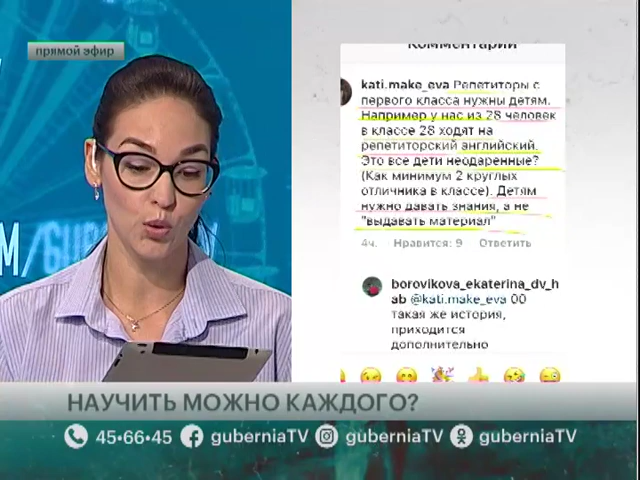 прямой эфир
Комментарии
kati.make_eva Репетиторы с
первого класса нужны детям.
Например у нас из 28 человек
в классе 28 ходят на
репетиторский английский.
Это все дети неодаренные?
(Как минимум 2 круглых
отличника в классе). Детям
нужно давать знания, а не
"выдавать материал"
4ч. Нравится: 9 Ответить
borovikova_ekaterina_dv_h
ab @kati.make_eva Оо
такая же история,
приходится
дополнительно
НАУЧИТЬ МОЖНО КАЖДОГО?
45•66•45 guberniaTV guberniaTV guberniaTV